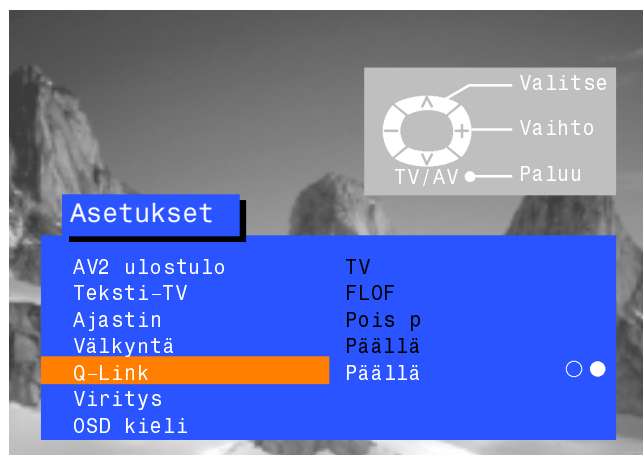 Valitse
Vaihto
TV/AV Paluu
Asetukset
AV2 ulostulo TV
Teksti-TV FLOF
Ajastin Pois p
Välkyntä Päällä
Q-Link Päällä
Viritys
OSD kieli